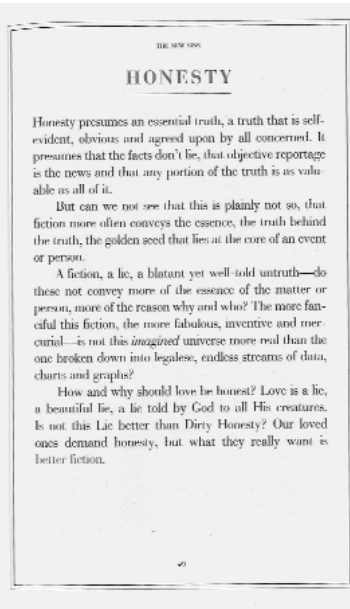 THE NEW SINS
HONESTY
Honesty presumes an essential truth, a truth that is self-
evident, obvious and agreed upon by all concerned. It
presumes that the facts don't lie, that objective reportage
is the news and that any portion of the truth is as valu-
able as all of it.
But can we not see that this is plainly not so, that
fiction more often conveys the essence, the truth behind
the truth, the golden seed that lies at the core of an event
or person.
A fiction, a lie, a blatant yet well-told untruth—do
these not convey more of the essence of the matter or
person, more of the reason why and who? The more fan-
ciful this fiction, the more fabulous, inventive and mer-
curial—is not this imagined universe more real than the
one broken down into legalese, endless streams of data,
charts and graphs?
How and why should love be honest? Love is a lie,
a beautiful lie, a lie told by God to all His creatures.
Is not this Lie better than Dirty Honesty? Our loved
ones demand honesty, but what they really want is
better fiction.
49